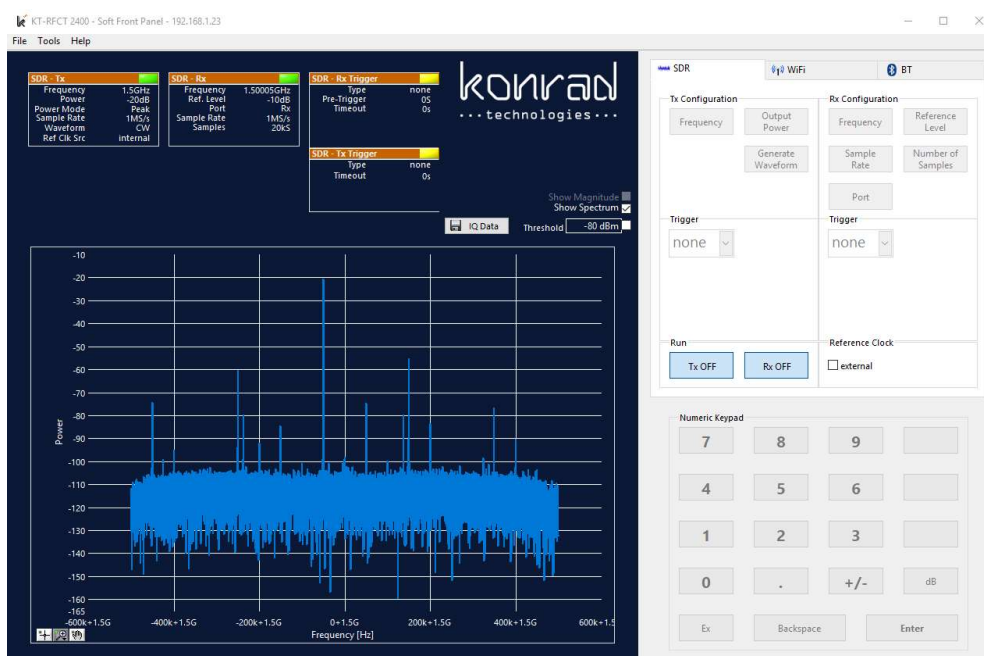 KT-RFCT 2400 - Soft Front Panel - 192.168.1.23
File Tools Help
SDR - Tx
Frequency 1.5GHz
Power -20dB
Power Mode Peak
Sample Rate 1MS/s
Waveform CW
Ref Clk Src internal
SDR - Rx
Frequency 1.50005GHz
Ref. Level -10dB
Port Rx
Sample Rate 1MS/s
Samples 20kS
SDR - Rx Trigger
Type none
Pre-Trigger 0S
Timeout 0s
SDR - Tx Trigger
Type none
Timeout 0s
konrad
technologies
Show Magnitude
Show Spectrum
IQ Data
Threshold -80 dBm
-10
-20
-30
-40
-50
-60
-70
-80
-90
-100
-110
-120
-130
-140
-150
-160
-165
Power
-600k+1.5G -400k+1.5G -200k+1.5G 0+1.5G 200k+1.5G 400k+1.5G 600k+1.5
Frequency [Hz]
SDR WiFi BT
Tx Configuration
Frequency
Output Power
Generate Waveform
Rx Configuration
Frequency
Reference Level
Sample Rate
Number of Samples
Port
Trigger
none
Trigger
none
Run
Tx OFF Rx OFF
Reference Clock
external
Numeric Keypad
7 8 9
4 5 6
1 2 3
0 . +/- dB
Ex Backspace Enter